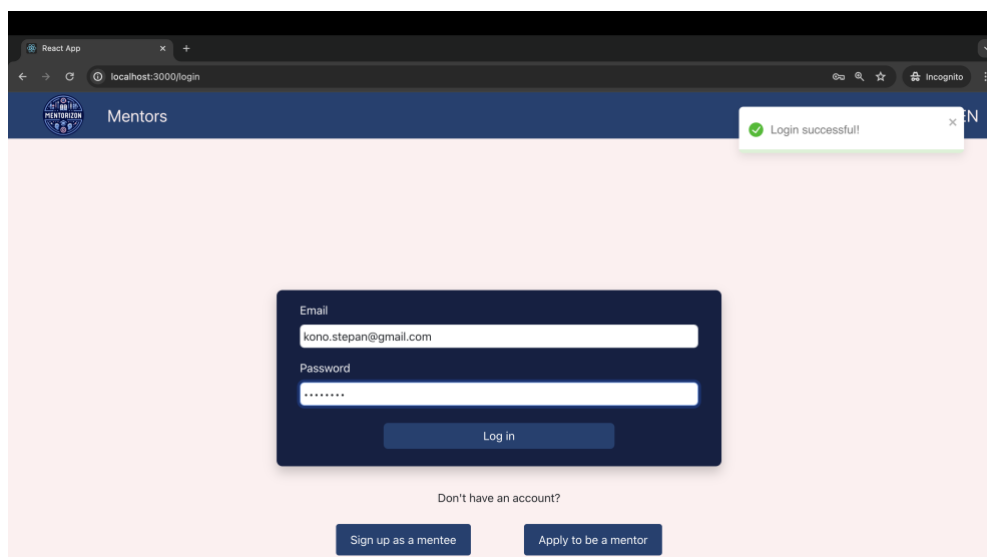 React App
localhost:3000/login
Incognito
MENTORIZON
Mentors
EN
Login successful!
Email
kono.stepan@gmail.com
Password
Log in
Don't have an account?
Sign up as a mentee
Apply to be a mentor